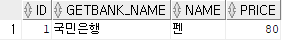 ID GETBANK_NAME NAME PRICE
1 1 국민은행 펜 80